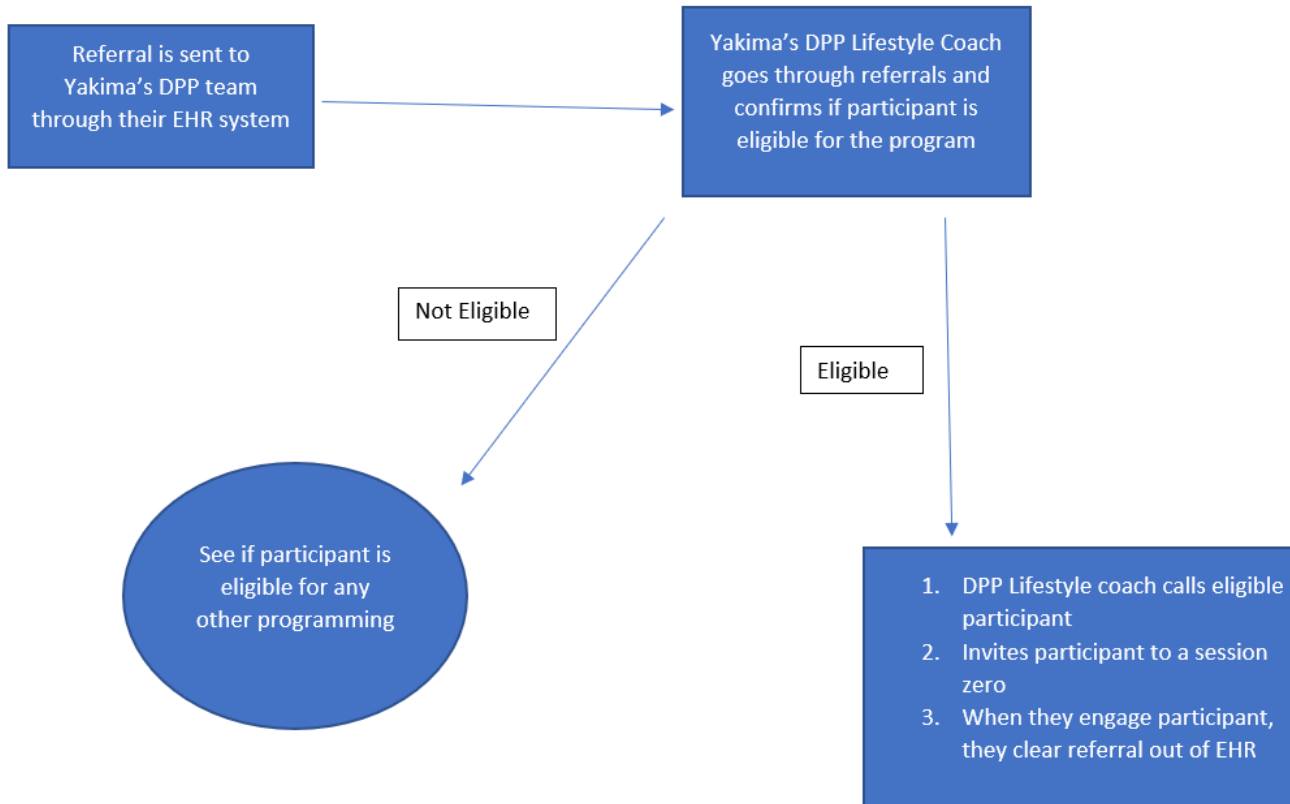 Referral is sent to
Yakima’s DPP team
through their EHR system
Yakima’s DPP Lifestyle Coach
goes through referrals and
confirms if participant is
eligible for the program
Not Eligible
Eligible
See if participant is
eligible for any
other programming
1. DPP Lifestyle coach calls eligible
participant
2. Invites participant to a session
zero
3. When they engage participant,
they clear referral out of EHR